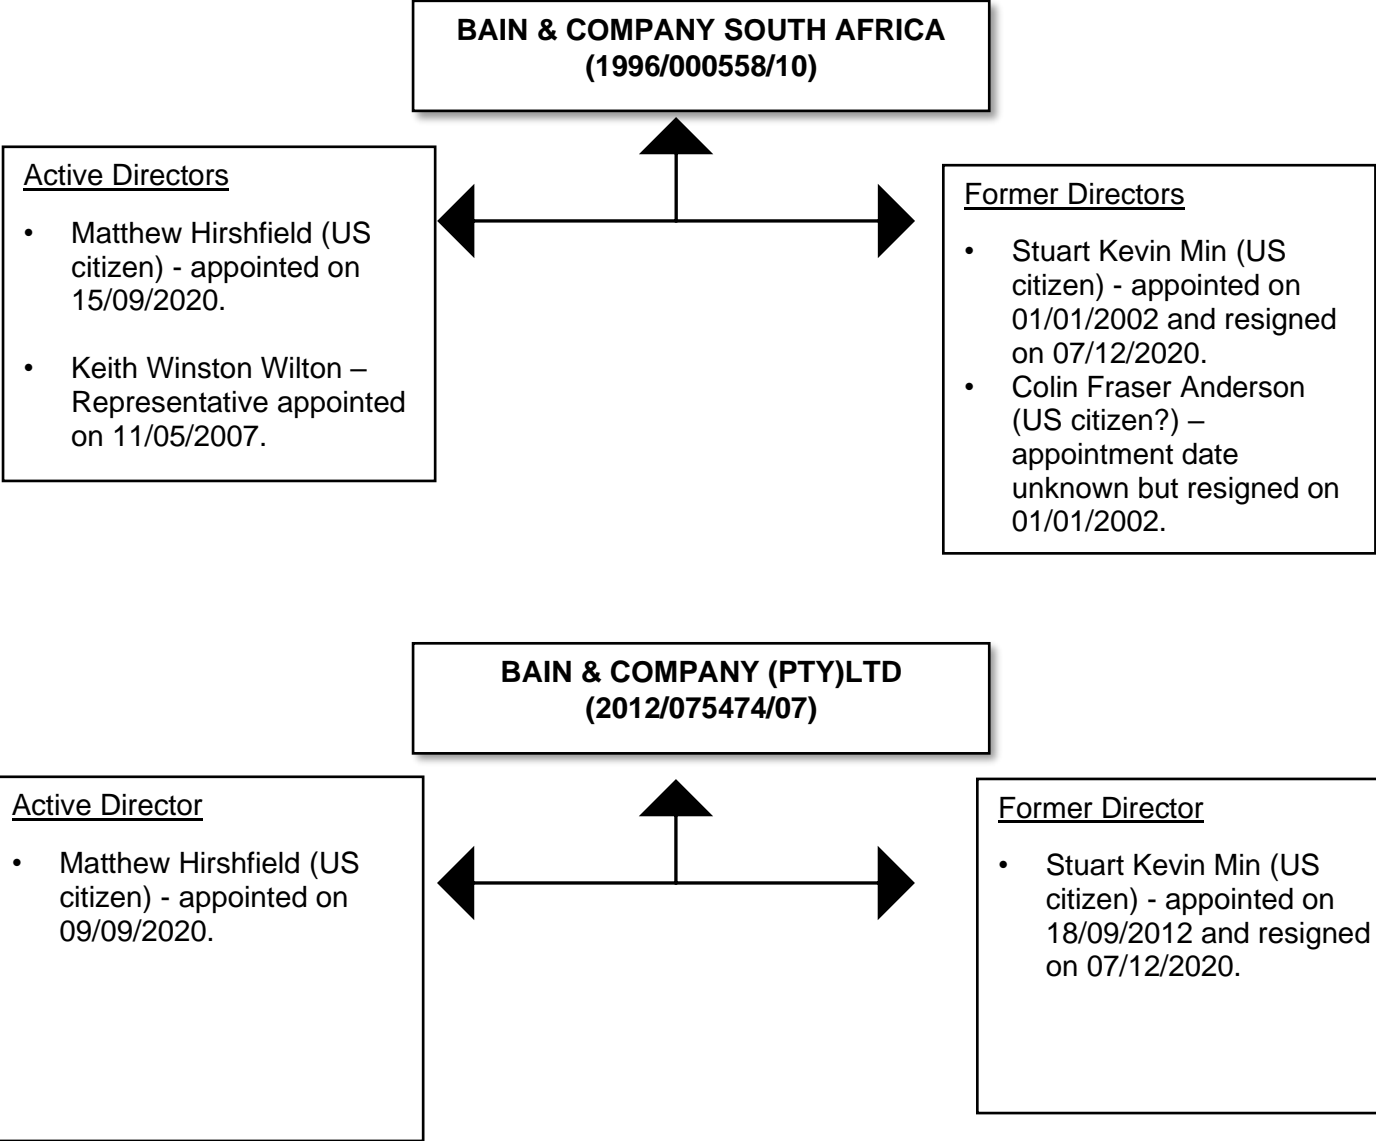 BAIN & COMPANY SOUTH AFRICA
(1996/000558/10)
Active Directors
• Matthew Hirshfield (US
citizen) - appointed on
15/09/2020.
• Keith Winston Wilton –
Representative appointed
on 11/05/2007.
Former Directors
• Stuart Kevin Min (US
citizen) - appointed on
01/01/2002 and resigned
on 07/12/2020.
• Colin Fraser Anderson
(US citizen?) –
appointment date
unknown but resigned on
01/01/2002.
BAIN & COMPANY (PTY)LTD
(2012/075474/07)
Active Director
• Matthew Hirshfield (US
citizen) - appointed on
09/09/2020.
Former Director
• Stuart Kevin Min (US
citizen) - appointed on
18/09/2012 and resigned
on 07/12/2020.